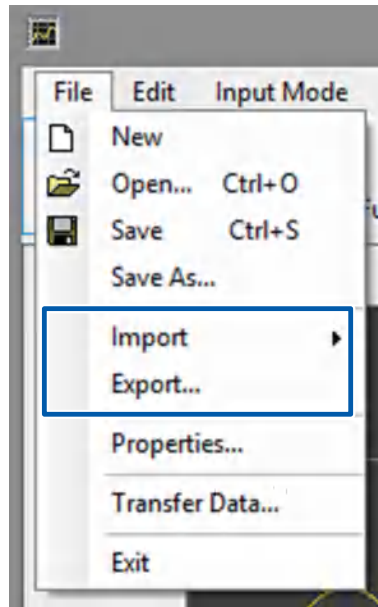 File Edit Input Mode
New
Open... Ctrl+O
Save Ctrl+S
Save As...
Import
Export...
Properties...
Transfer Data...
Exit